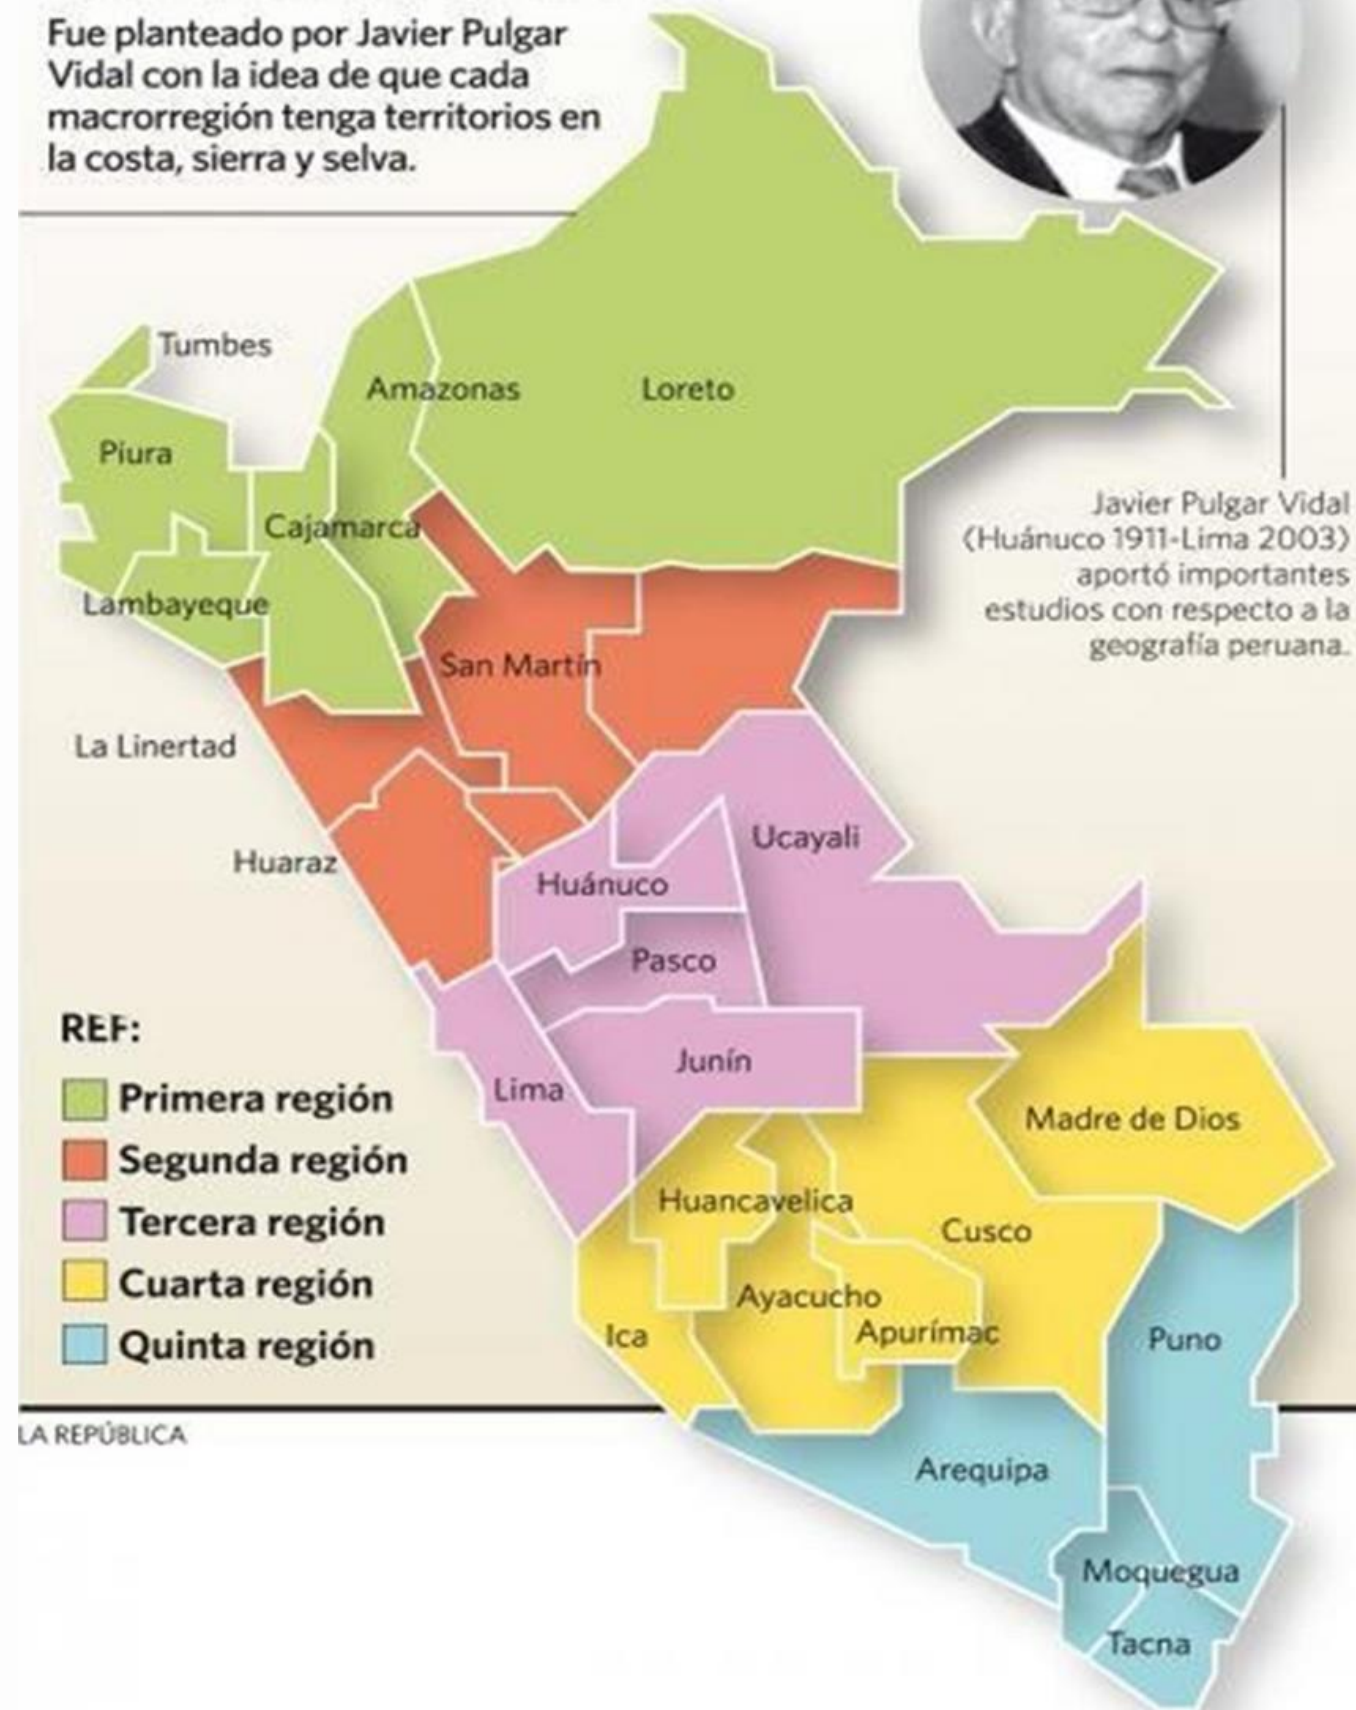 Fue planteado por Javier Pulgar
Vidal con la idea de que cada
macrorregión tenga territorios en
la costa, sierra y selva.
Tumbes
Amazonas
Loreto
Piura
Cajamarca
Lambayeque
Javier Pulgar Vidal
(Huánuco 1911-Lima 2003)
aportó importantes
estudios con respecto a la
geografía peruana.
San Martín
La Linertad
Ucayali
Huaraz
Huánuco
Pasco
Junín
Lima
Madre de Dios
Huancavelica
Cusco
Ayacucho
Apurímac
Ica
Puno
REF:
Primera región
Segunda región
Tercera región
Cuarta región
Quinta región
LA REPÚBLICA
Arequipa
Moquegua
Tacna